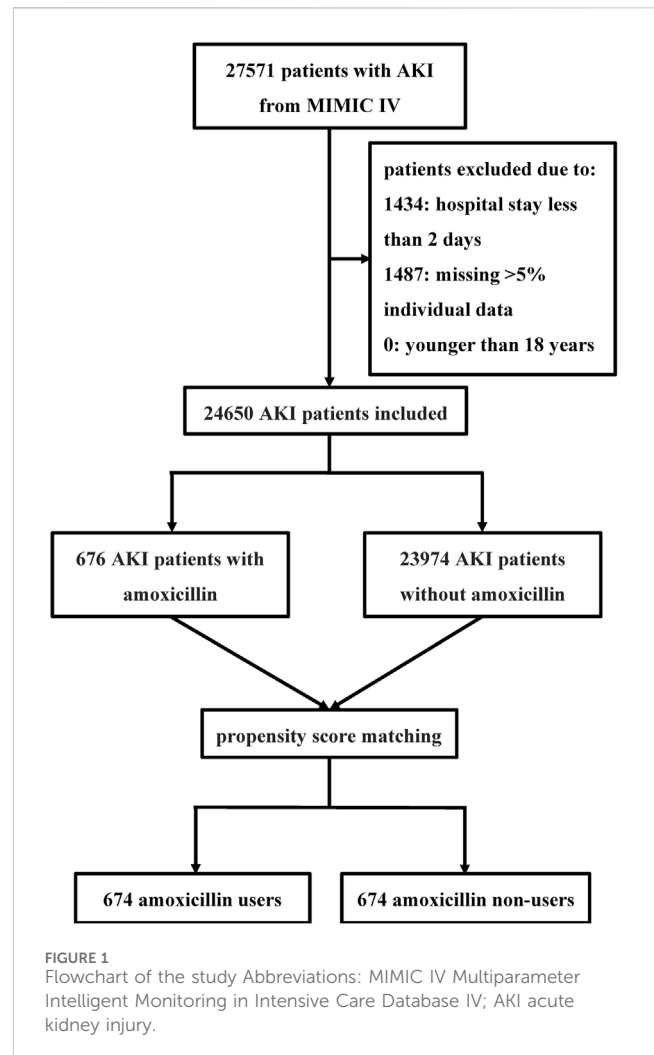 27571 patients with AKI
from MIMIC IV
patients excluded due to:
1434: hospital stay less
than 2 days
1487: missing >5%
individual data
0: younger than 18 years
24650 AKI patients included
676 AKI patients with
amoxicillin
23974 AKI patients
without amoxicillin
propensity score matching
674 amoxicillin users
674 amoxicillin non-users
FIGURE 1
Flowchart of the study Abbreviations: MIMIC IV Multiparameter
Intelligent Monitoring in Intensive Care Database IV; AKI acute
kidney injury.